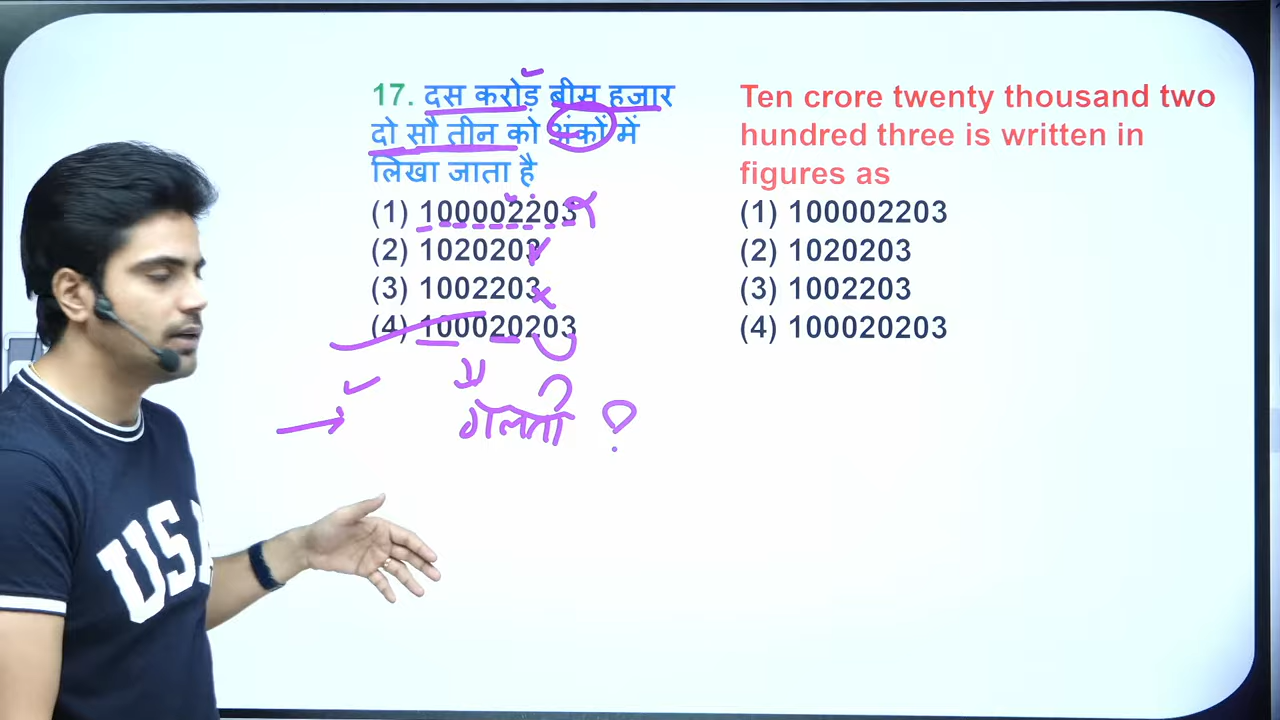 17. दस करोड़ बीस हजार
दो सौ तीन को अंकों में
लिखा जाता है
(1) 100002203
(2) 1020203
(3) 1002203
(4) 100020203
गलती ?
Ten crore twenty thousand two
hundred three is written in
figures as
(1) 100002203
(2) 1020203
(3) 1002203
(4) 100020203
USA